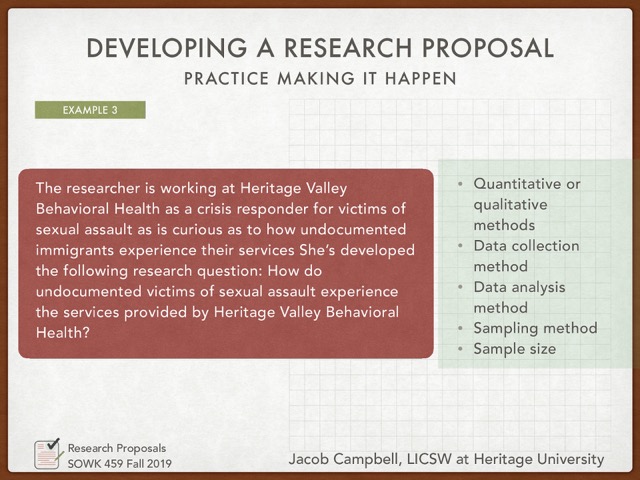 DEVELOPING A RESEARCH PROPOSAL
PRACTICE MAKING IT HAPPEN
EXAMPLE 3
The researcher is working at Heritage Valley
Behavioral Health as a crisis responder for victims of
sexual assault as is curious as to how undocumented
immigrants experience their services She's developed
the following research question: How do
undocumented victims of sexual assault experience
the services provided by Heritage Valley Behavioral
Health?
• Quantitative or
qualitative
methods
• Data collection
method
• Data analysis
method
• Sampling method
• Sample size
Research Proposals
SOWK 459 Fall 2019
Jacob Campbell, LICSW at Heritage University